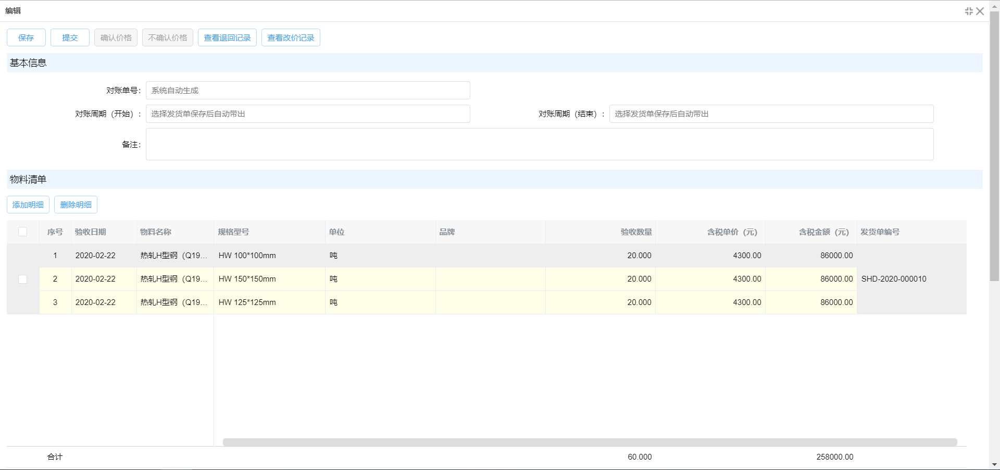 编辑
保存 提交 确认价格 不确认价格 查看退回记录 查看改价记录
基本信息
对账单号： 系统自动生成
对账周期（开始）： 选择发货单保存后自动带出 对账周期（结束）： 选择发货单保存后自动带出
备注：
物料清单
添加明细 删除明细
序号 验收日期 物料名称 规格型号 单位 品牌 验收数量 含税单价（元） 含税金额（元） 发货单编号
1 2020-02-22 热轧H型钢（Q19... HW 100*100mm 吨 20.000 4300.00 86000.00
2 2020-02-22 热轧H型钢（Q19... HW 150*150mm 吨 20.000 4300.00 86000.00 SHD-2020-000010
3 2020-02-22 热轧H型钢（Q19... HW 125*125mm 吨 20.000 4300.00 86000.00
合计 60.000 258000.00